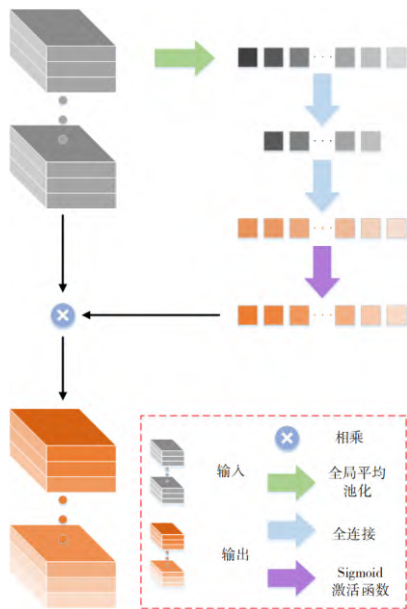 相乘
输入
全局平均
池化
全连接
输出
Sigmoid
激活函数